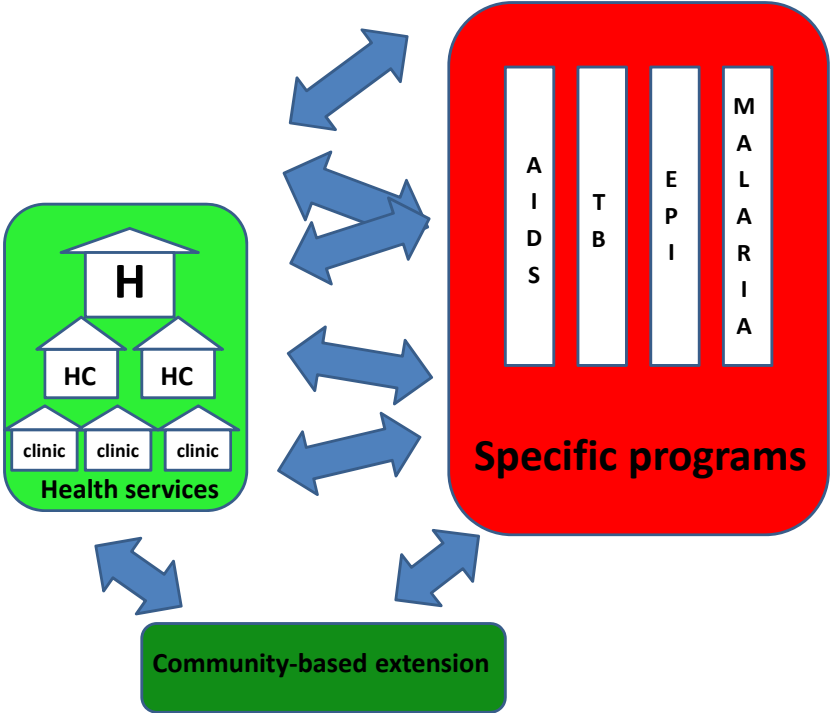 H
HC HC
clinic clinic clinic
Health services
AIDS
TB
EPI
MALARIA
Specific programs
Community-based extension